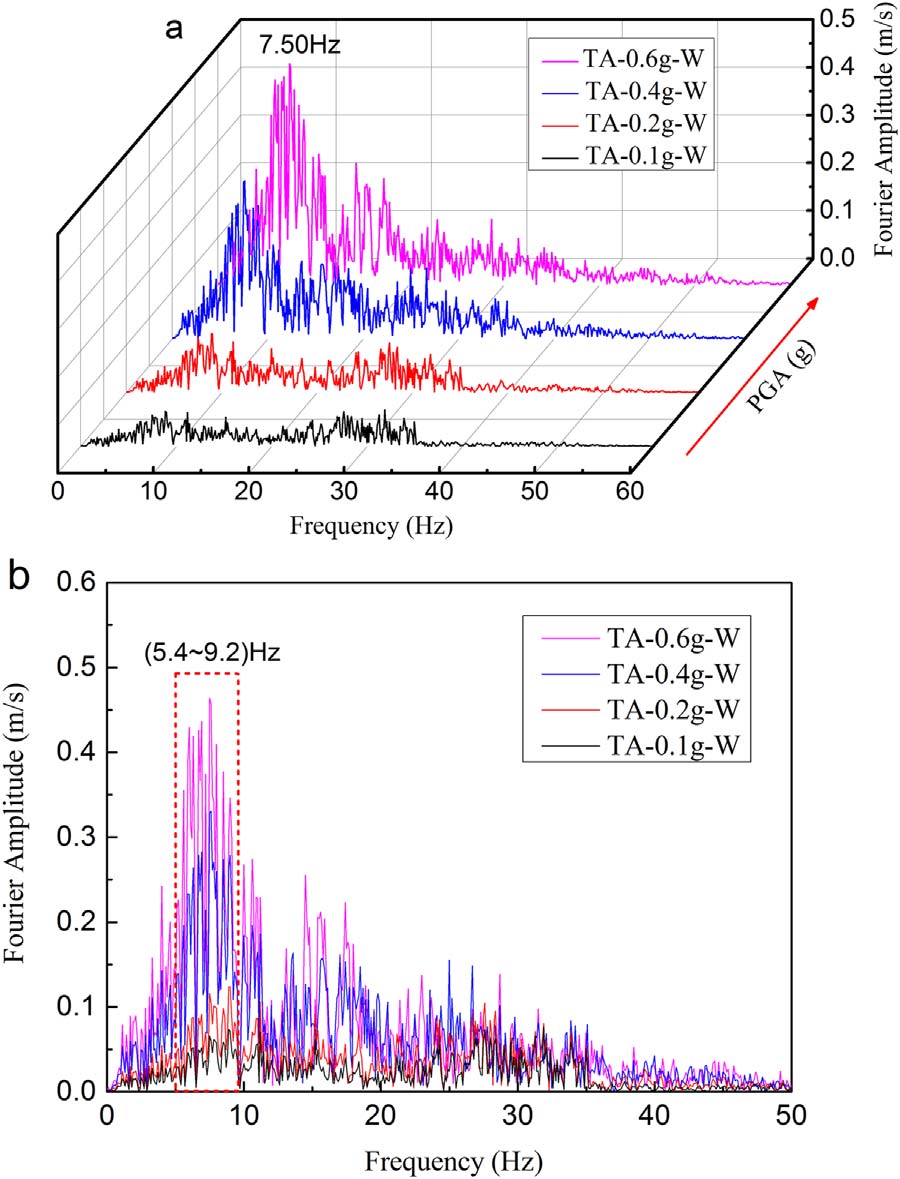 a
7.50Hz
TA-0.6g-W
TA-0.4g-W
TA-0.2g-W
TA-0.1g-W
0.5
0.4
0.3
0.2
0.1
0.0
Fourier Amplitude (m/s)
PGA (g)
0 10 20 30 40 50 60
Frequency (Hz)
b
0.6
0.5
0.4
0.3
0.2
0.1
0.0
Fourier Amplitude (m/s)
(5.4~9.2)Hz
TA-0.6g-W
TA-0.4g-W
TA-0.2g-W
TA-0.1g-W
0 10 20 30 40 50
Frequency (Hz)